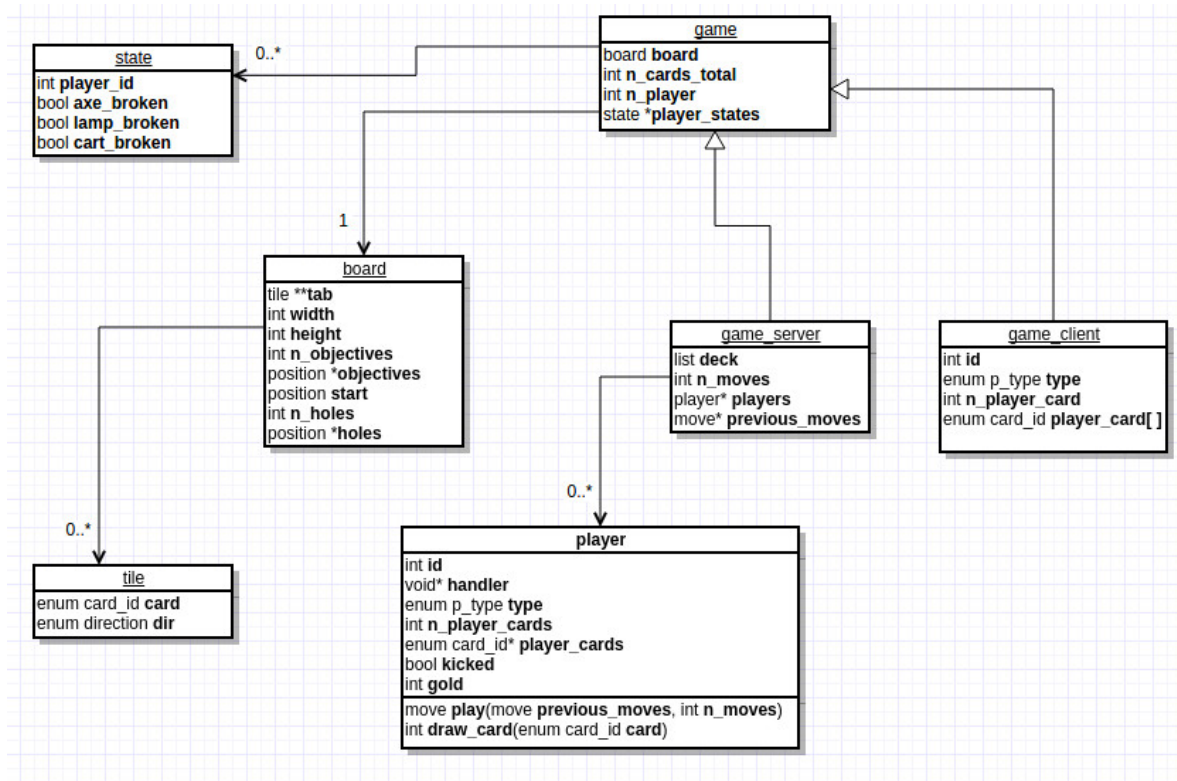 game
board board
int n_cards_total
int n_player
state *player_states
state
int player_id
bool axe_broken
bool lamp_broken
bool cart_broken
0..*
1
board
tile **tab
int width
int height
int n_objectives
position *objectives
position start
int n_holes
position *holes
game_server
list deck
int n_moves
player* players
move* previous_moves
game_client
int id
enum p_type type
int n_player_card
enum card_id player_card[ ]
0..*
0..*
tile
enum card_id card
enum direction dir
player
int id
void* handler
enum p_type type
int n_player_cards
enum card_id* player_cards
bool kicked
int gold
move play(move previous_moves, int n_moves)
int draw_card(enum card_id card)